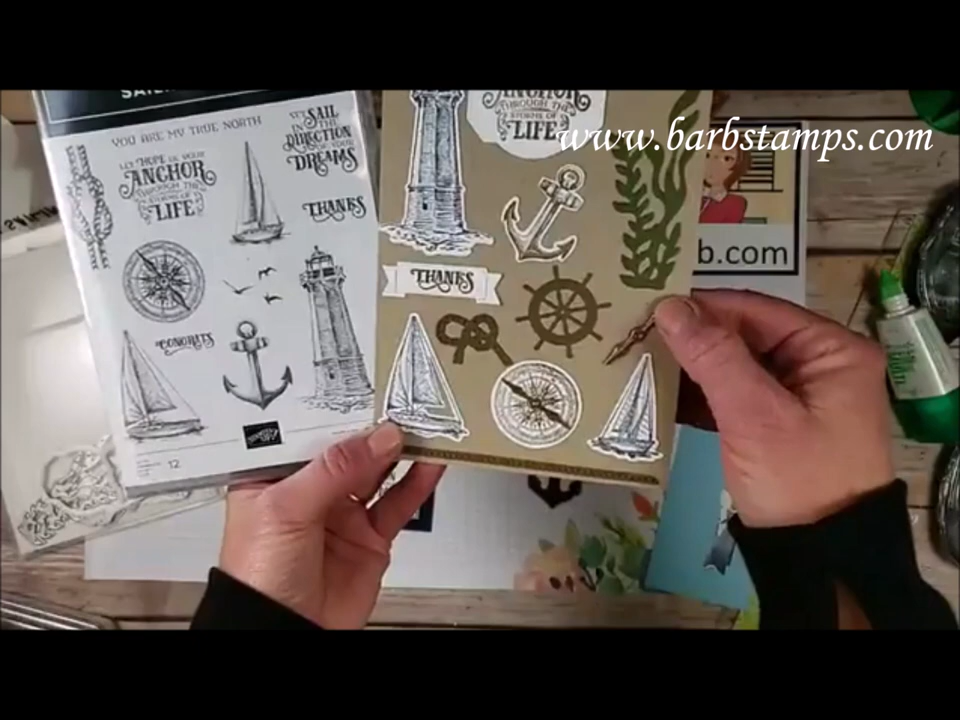 YOU ARE MY TRUE NORTH
LET HOPE BE YOUR
ANCHOR
THROUGH THE
STORMS OF
LIFE
SAIL
IN THE
DIRECTION
OF YOUR
DREAMS
THANKS
CONGRATS
12
ANCHOR
THROUGH THE
STORMS OF
LIFE
THANKS
www.barbstamps.com
b.com